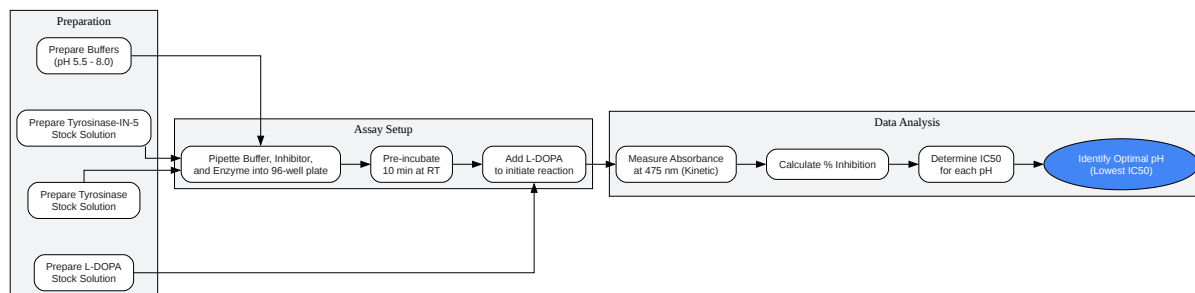 Preparation
Prepare Buffers
(pH 5.5 - 8.0)
Prepare Tyrosinase-IN-5
Stock Solution
Prepare Tyrosinase
Stock Solution
Prepare L-DOPA
Stock Solution
Assay Setup
Pipette Buffer, Inhibitor,
and Enzyme into 96-well plate
Pre-incubate
10 min at RT
Add L-DOPA
to initiate reaction
Data Analysis
Measure Absorbance
at 475 nm (Kinetic)
Calculate % Inhibition
Determine IC50
for each pH
Identify Optimal pH
(Lowest IC50)